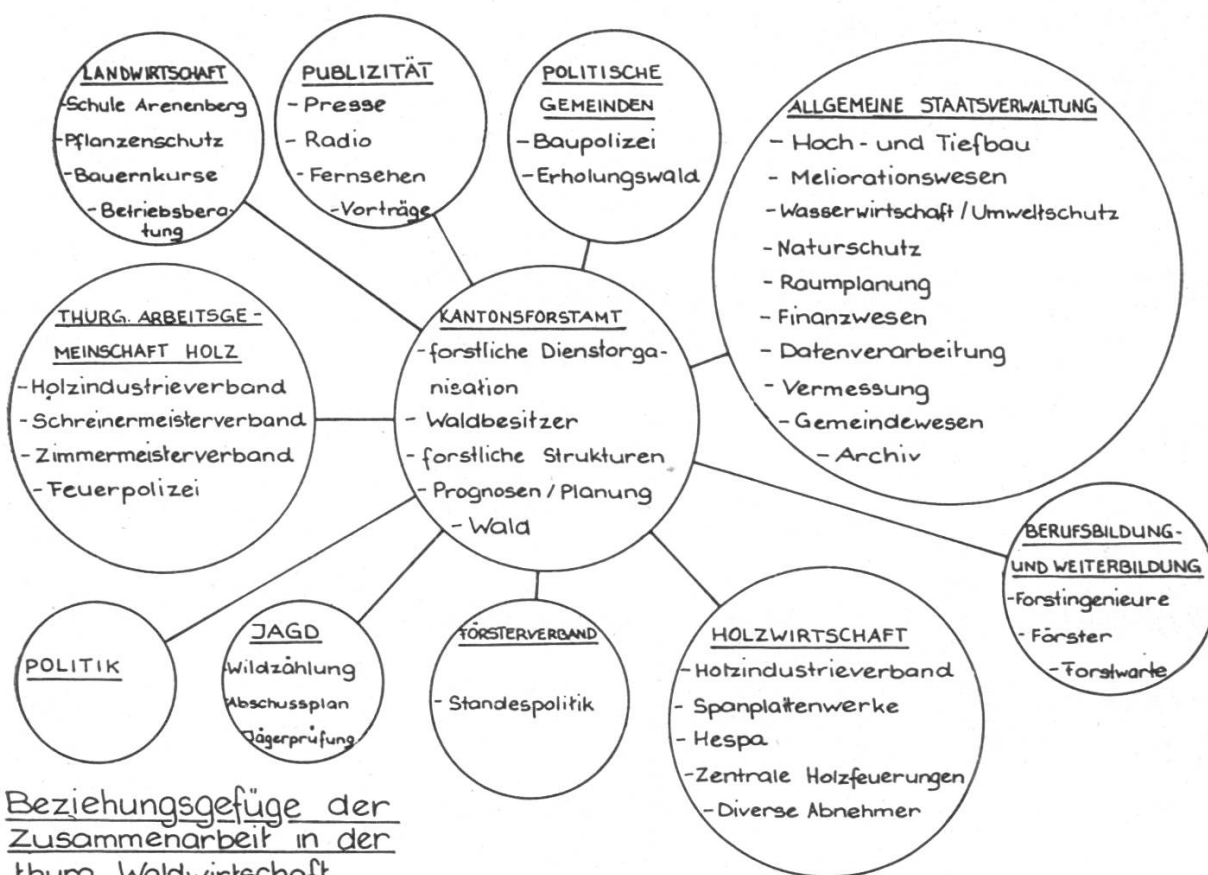 LANDWIRTSCHAFT
-Schule Arenenberg
-Pflanzenschutz
-Bauernkurse
-Betriebsbera-
tung
PUBLIZITÄT
-Presse
-Radio
-Fernsehen
-Vorträge
POLITISCHE
GEMEINDEN
-Baupolizei
-Erholungswald
ALLGEMEINE STAATSVERWALTUNG
-Hoch- und Tiefbau
-Meliorationswesen
-Wasserwirtschaft/Umweltschutz
-Naturschutz
-Raumplanung
-Finanzwesen
-Datenverarbeitung
-Vermessung
-Gemeindewesen
-Archiv
THURG. ARBEITSGE-
MEINSCHAFT HOLZ
-Holzindustrieverband
-Schreinermeisterverband
-Zimmermeisterverband
-Feuerpolizei
KANTONSFORSTAMT
-forstliche Dienstorga-
nisation
-Waldbesitzer
-forstliche Strukturen
-Prognosen/Planung
-Wald
BERUFSBILDUNG-
UND WEITERBILDUNG
-Forstingenieure
-Förster
-Forstwarte
POLITIK
JAGD
-Wildzählung
-Abschussplan
-Jägerprüfung
FÖRSTERVERBAND
-Standespolitik
HOLZWIRTSCHAFT
-Holzindustrieverband
-Spanplattenwerke
-Hespa
-Zentrale Holzfeuerungen
-Diverse Abnehmer
Beziehungsgefüge der
Zusammenarbeit in der
thurg. Waldwirtschaft